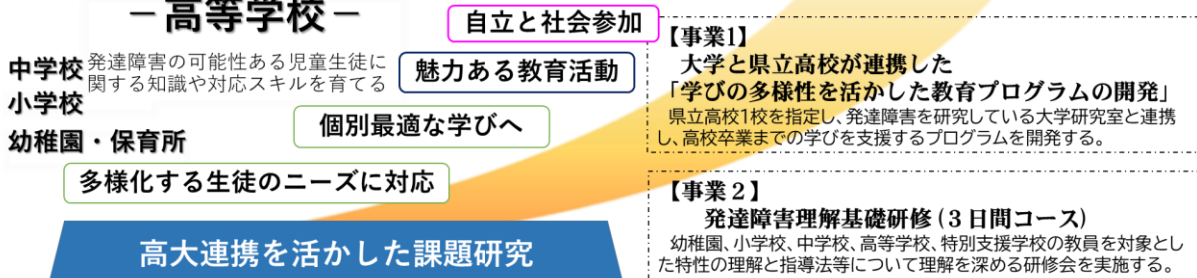 －高等学校－
自立と社会参加
中学校
発達障害の可能性ある児童生徒に
関する知識や対応スキルを育てる
魅力ある教育活動
小学校
個別最適な学びへ
幼稚園・保育所
多様化する生徒のニーズに対応
高大連携を活かした課題研究
【事業1】
大学と県立高校が連携した
「学びの多様性を活かした教育プログラムの開発」
県立高校1校を指定し、発達障害を研究している大学研究室と連携
し、高校卒業までの学びを支援するプログラムを開発する。
【事業２】
発達障害理解基礎研修（３日間コース）
幼稚園、小学校、中学校、高等学校、特別支援学校の教員を対象とし
た特性の理解と指導法等について理解を深める研修会を実施する。